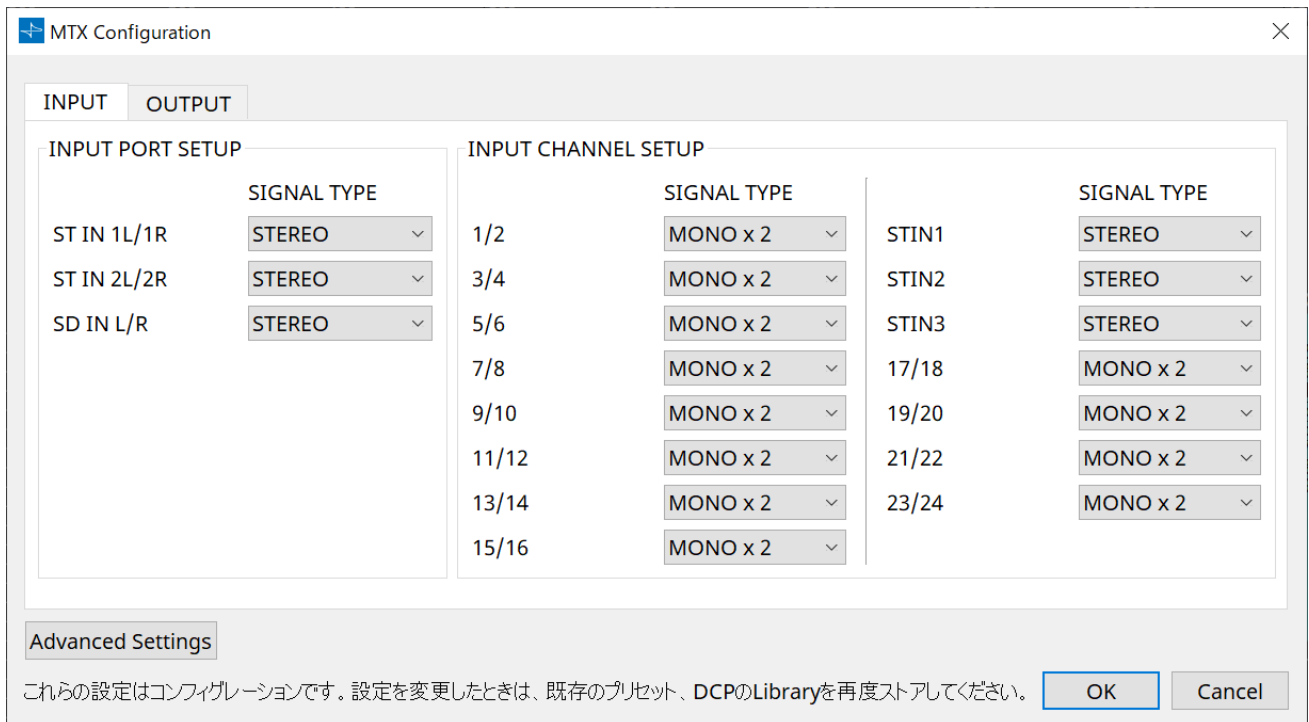 MTX Configuration
INPUT OUTPUT
INPUT PORT SETUP
SIGNAL TYPE
ST IN 1L/1R STEREO
ST IN 2L/2R STEREO
SD IN L/R STEREO
INPUT CHANNEL SETUP
SIGNAL TYPE
1/2 MONO x 2
3/4 MONO x 2
5/6 MONO x 2
7/8 MONO x 2
9/10 MONO x 2
11/12 MONO x 2
13/14 MONO x 2
15/16 MONO x 2
SIGNAL TYPE
STIN1 STEREO
STIN2 STEREO
STIN3 STEREO
17/18 MONO x 2
19/20 MONO x 2
21/22 MONO x 2
23/24 MONO x 2
Advanced Settings
これらの設定はコンフィグレーションです。設定を変更したときは、既存のプリセット、DCPのLibraryを再度ストアしてください。
OK Cancel